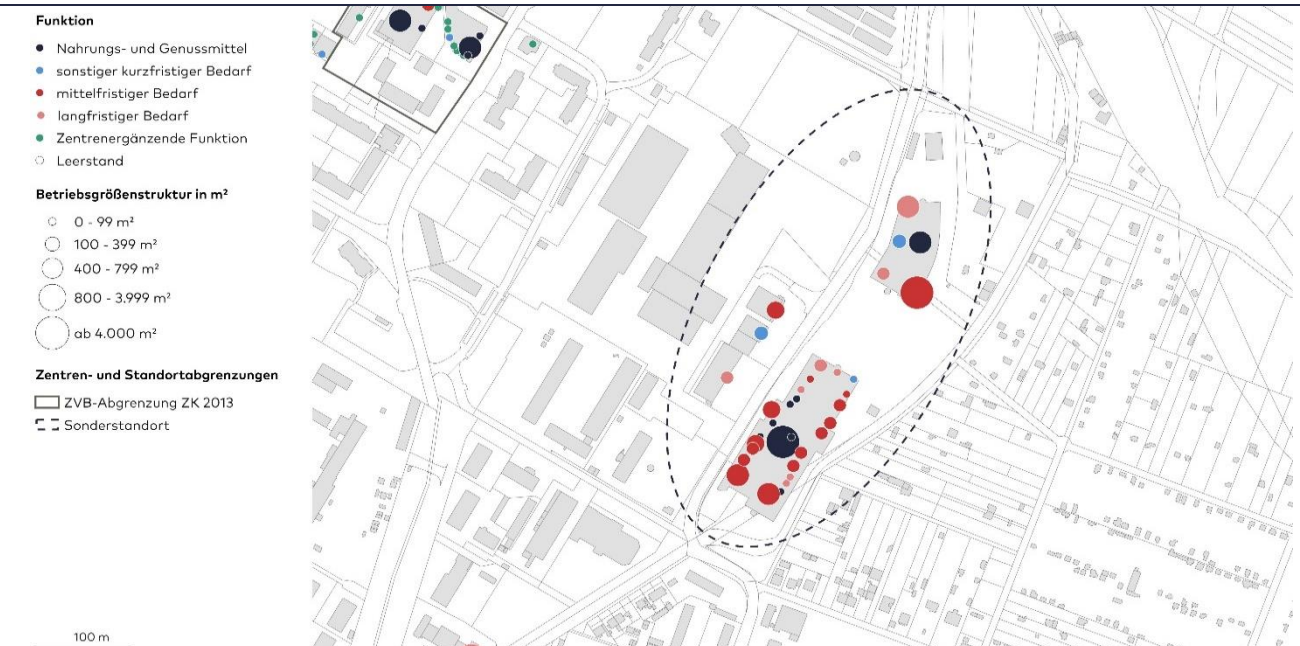 Funktion
Nahrungs- und Genussmittel
sonstiger kurzfristiger Bedarf
mittelfristiger Bedarf
langfristiger Bedarf
Zentrenergänzende Funktion
Leerstand
Betriebsgrößenstruktur in m²
0 - 99 m²
100 - 399 m²
400 - 799 m²
800 - 3.999 m²
ab 4.000 m²
Zentren- und Standortabgrenzungen
ZVB-Abgrenzung ZK 2013
Sonderstandort
100 m